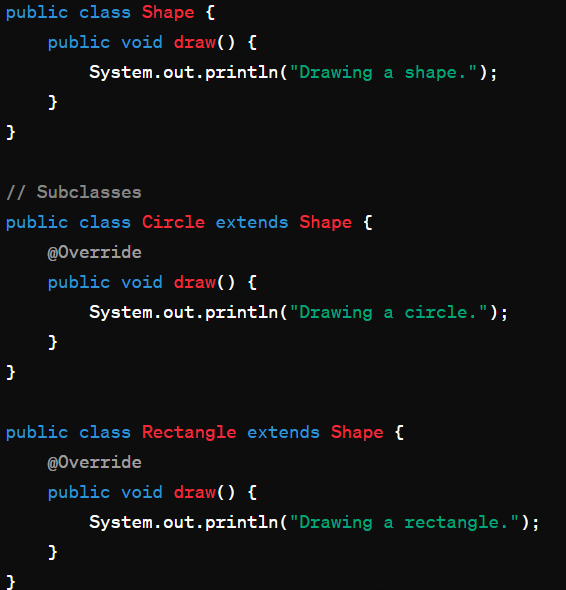 public class Shape {
    public void draw() {
        System.out.println("Drawing a shape.");
    }
}

// Subclasses
public class Circle extends Shape {
    @Override
    public void draw() {
        System.out.println("Drawing a circle.");
    }
}

public class Rectangle extends Shape {
    @Override
    public void draw() {
        System.out.println("Drawing a rectangle.");
    }
}